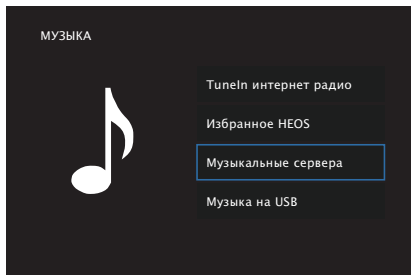 МУЗЫКА
TuneIn интернет радио
Избранное HEOS
Музыкальные сервера
Музыка на USB